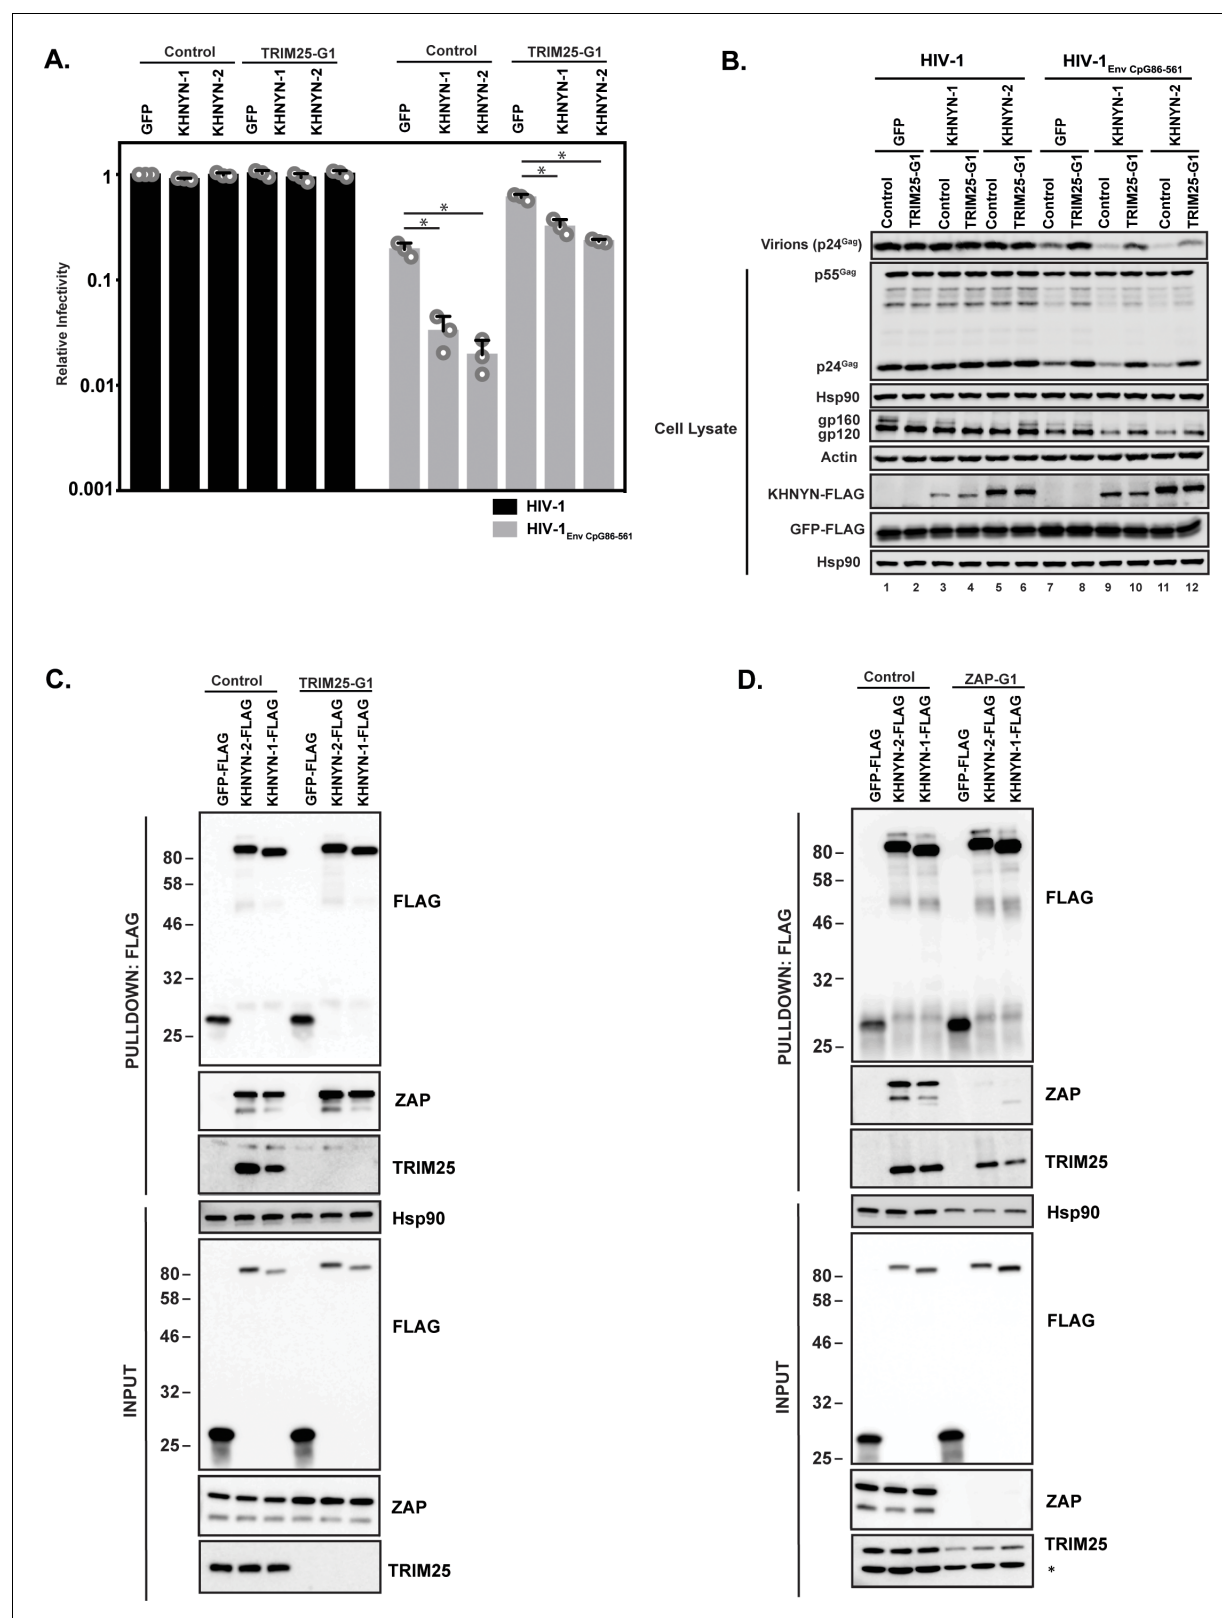 A.
Control
TRIM25-G1
Control
TRIM25-G1
GFP
KHNYN-1
KHNYN-2
GFP
KHNYN-1
KHNYN-2
GFP
KHNYN-1
KHNYN-2
GFP
KHNYN-1
KHNYN-2
Relative Infectivity
1
0.1
0.01
0.001
*
*
*
*
HIV-1
HIV-1Env CpG86-561
B.
HIV-1
HIV-1Env CpG86-561
GFP
KHNYN-1
KHNYN-2
GFP
KHNYN-1
KHNYN-2
Control
TRIM25-G1
Control
TRIM25-G1
Control
TRIM25-G1
Control
TRIM25-G1
Control
TRIM25-G1
Control
TRIM25-G1
Virions (p24Gag)
p55Gag
p24Gag
Hsp90
gp160
gp120
Actin
KHNYN-FLAG
GFP-FLAG
Hsp90
Cell Lysate
1 2 3 4 5 6 7 8 9 10 11 12
C.
Control
TRIM25-G1
GFP-FLAG
KHNYN-2-FLAG
KHNYN-1-FLAG
GFP-FLAG
KHNYN-2-FLAG
KHNYN-1-FLAG
PULLDOWN: FLAG
80
58
46
32
25
FLAG
ZAP
TRIM25
INPUT
Hsp90
80
58
46
32
25
FLAG
ZAP
TRIM25
D.
Control
ZAP-G1
GFP-FLAG
KHNYN-2-FLAG
KHNYN-1-FLAG
GFP-FLAG
KHNYN-2-FLAG
KHNYN-1-FLAG
PULLDOWN: FLAG
80
58
46
32
25
FLAG
ZAP
TRIM25
INPUT
Hsp90
80
58
46
32
25
FLAG
ZAP
TRIM25
*